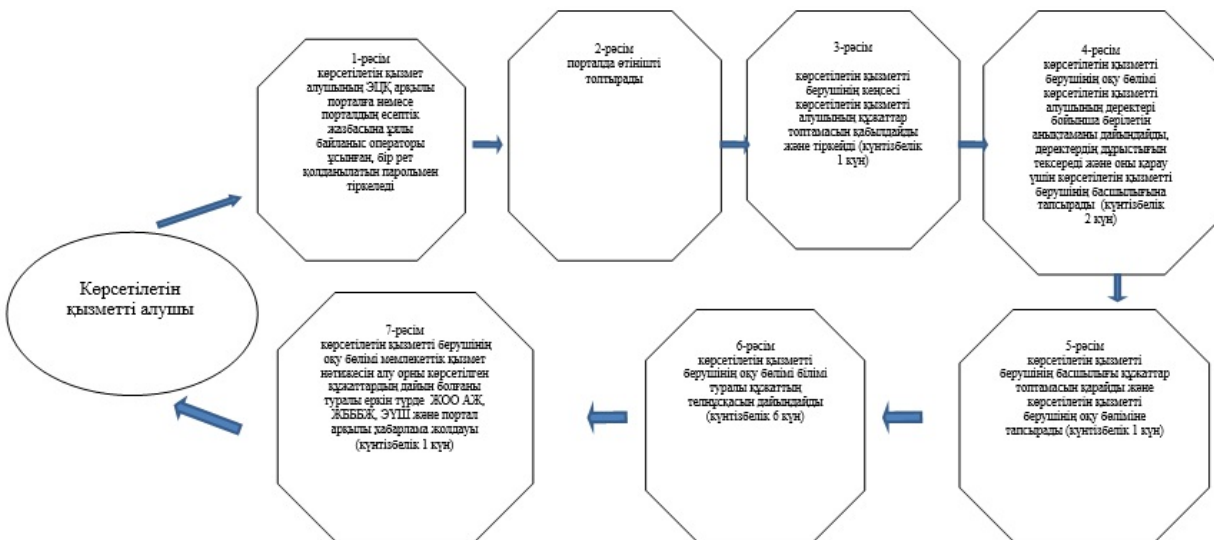 1-рәсім
көрсетілетін қызмет
алушының ЭЦҚ арқылы
порталға немесе
порталдың есептік
жазбасына ұялы
байланыс операторы
ұсынған, бір рет
қолданылатын парольмен
тіркеледі
2-рәсім
порталда өтінішті
толтырады
3-рәсім
көрсетілетін қызметті
берушінің кеңсесі
көрсетілетін қызметті
алушының құжаттар
топтамасын қабылдайды
және тіркейді (күнтізбелік
1 күн)
4-рәсім
көрсетілетін қызметті
берушінің оқу бөлімі
көрсетілетін қызметті
алушының деректері
бойынша берілетін
анықтаманы дайындайды,
деректердің дұрыстығын
тексереді және оны қарау
үшін көрсетілетін қызметті
берушінің басшылығына
тапсырады (күнтізбелік
2 күн)
Көрсетілетін
қызметті алушы
7-рәсім
көрсетілетін қызметті берушінің
оқу бөлімі мемлекеттік қызмет
нәтижесін алу орны көрсетілген
құжаттардың дайын болғаны
туралы еркін түрде ЖОО АЖ,
ЖБББЖ, ЭҮШ және портал
арқылы хабарлама жолдауы
(күнтізбелік 1 күн)
6-рәсім
көрсетілетін қызметті
берушінің оқу бөлімі білімі
туралы құжаттың
телнұсқасын дайындайды
(күнтізбелік 6 күн)
5-рәсім
көрсетілетін қызметті
берушінің басшылығы құжаттар
топтамасын қарайды және
көрсетілетін қызметті
берушінің оқу бөліміне
тапсырады (күнтізбелік 1 күн)